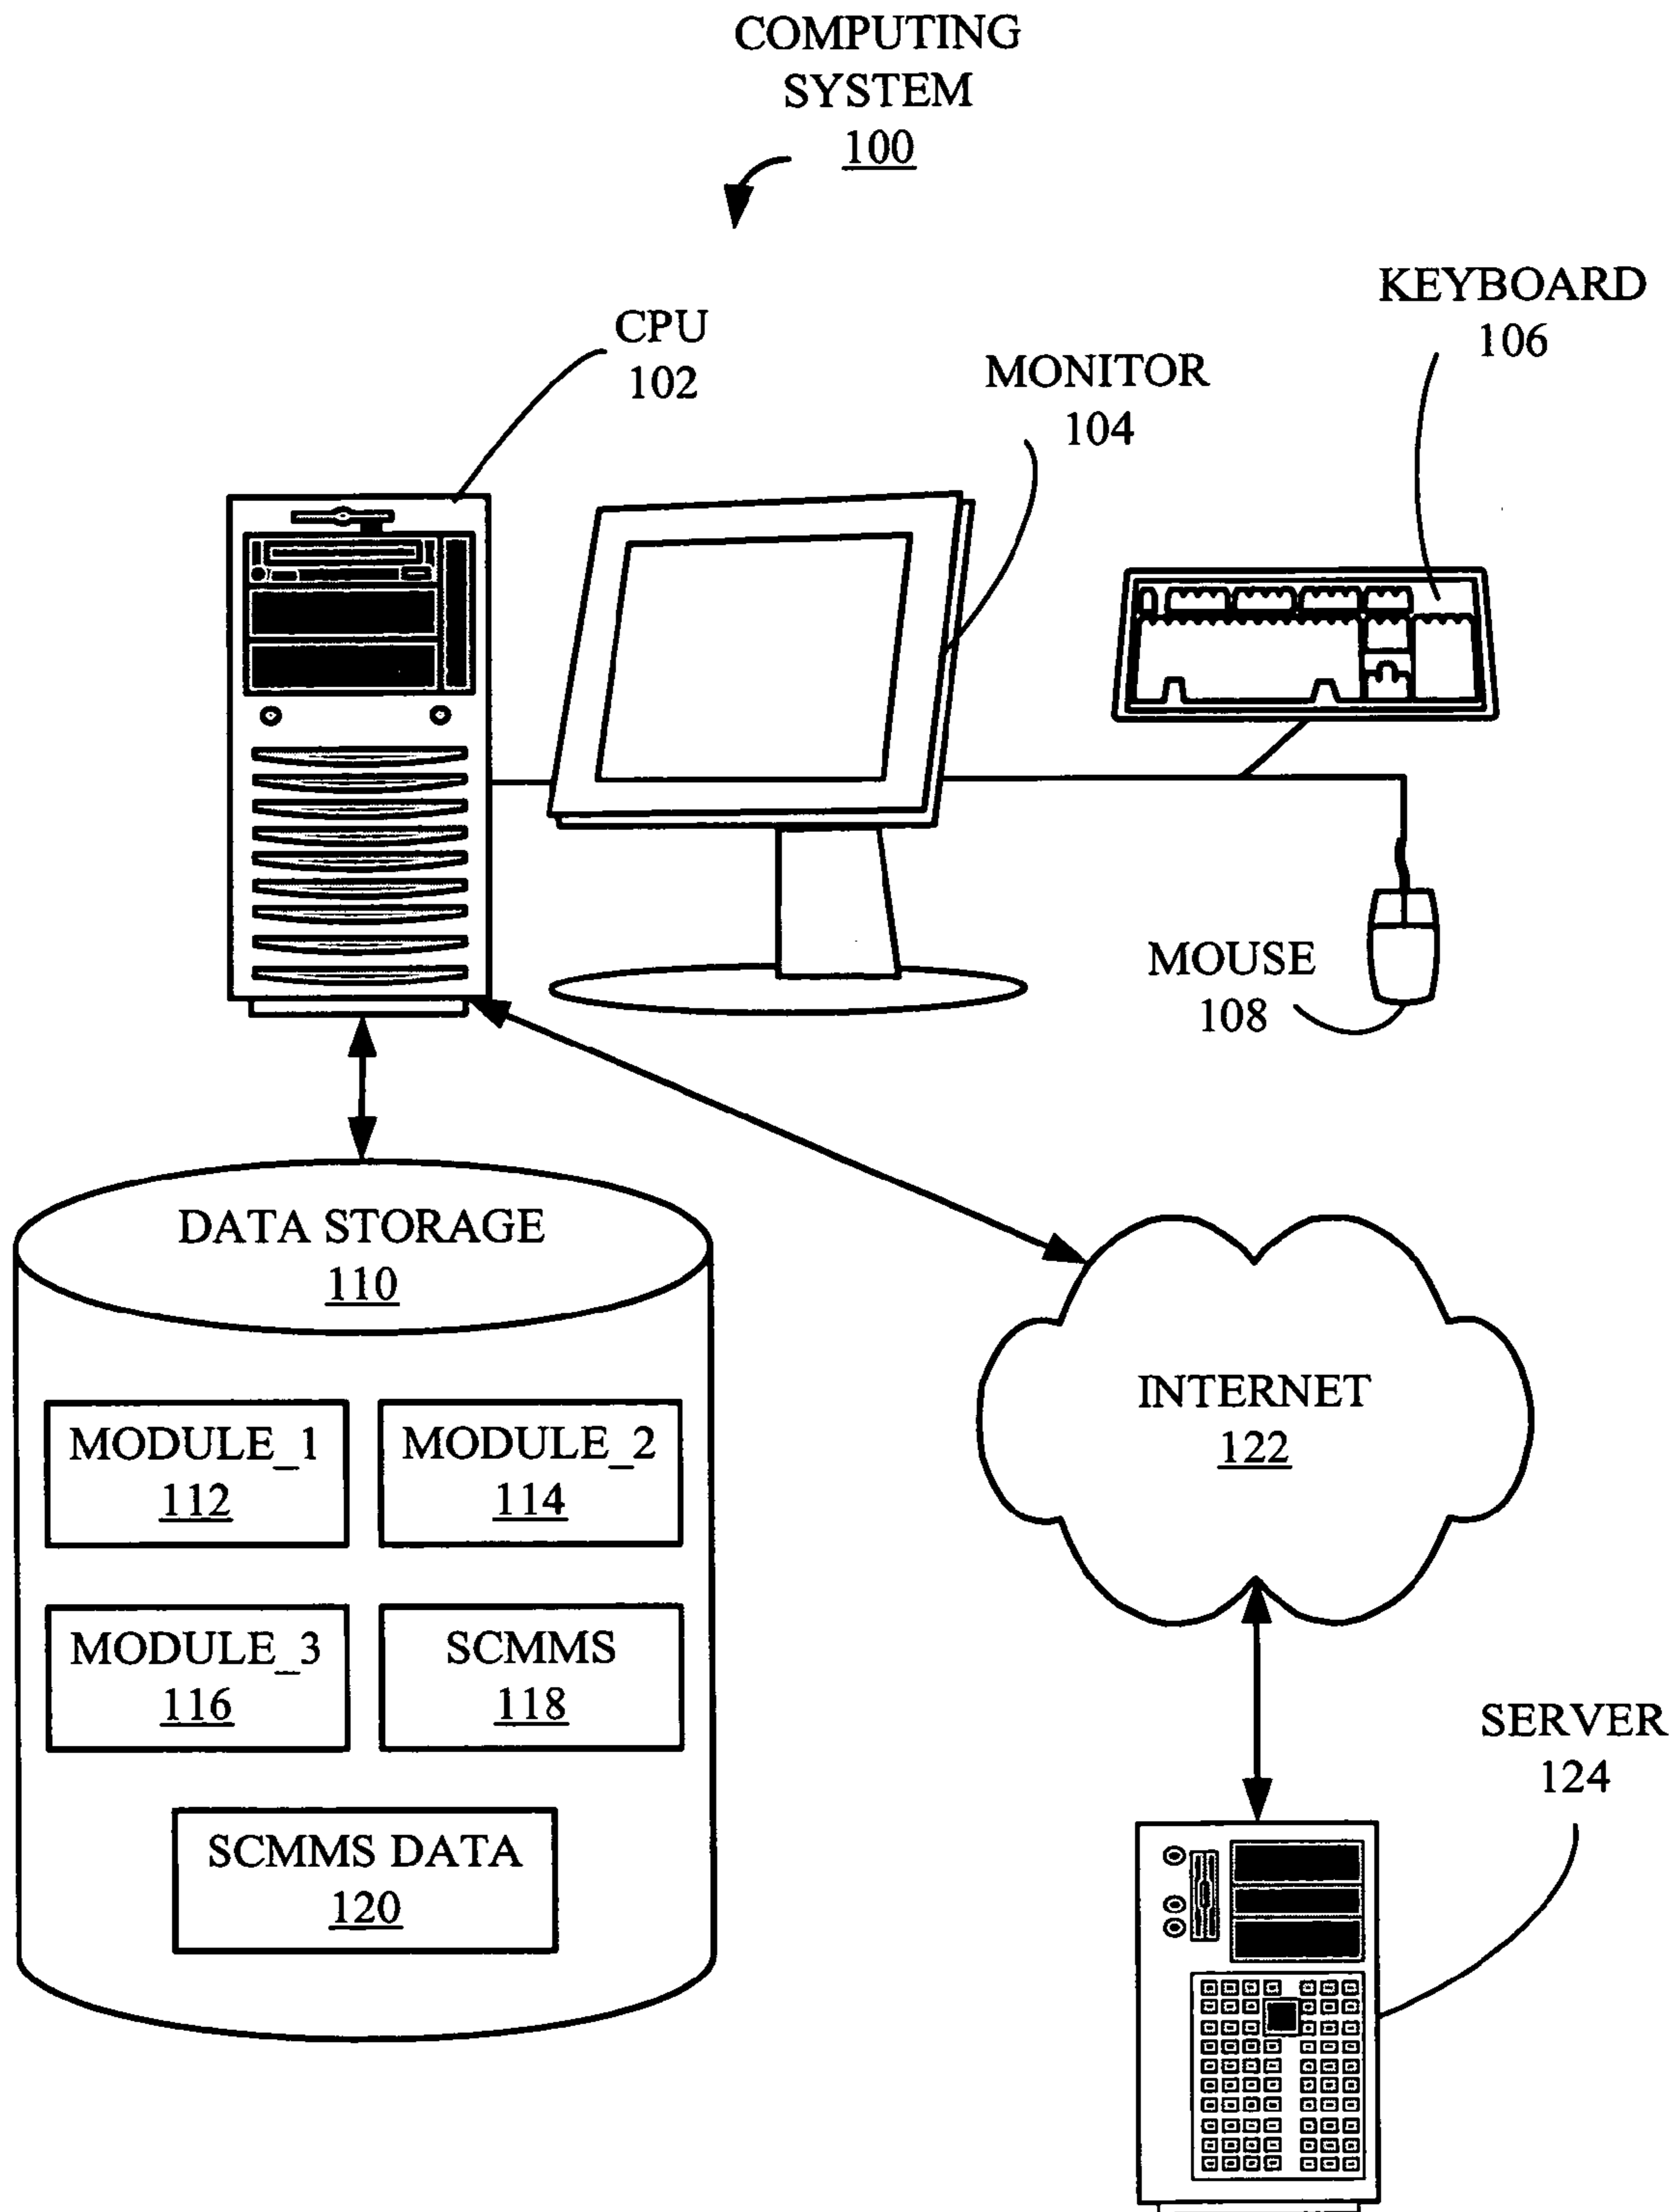 COMPUTING
SYSTEM
100
KEYBOARD
106
CPU
102
MONITOR
104
MOUSE
108
DATA STORAGE
110
MODULE_1
112
MODULE_2
114
MODULE_3
116
SCMMS
118
SCMMS DATA
120
INTERNET
122
SERVER
124